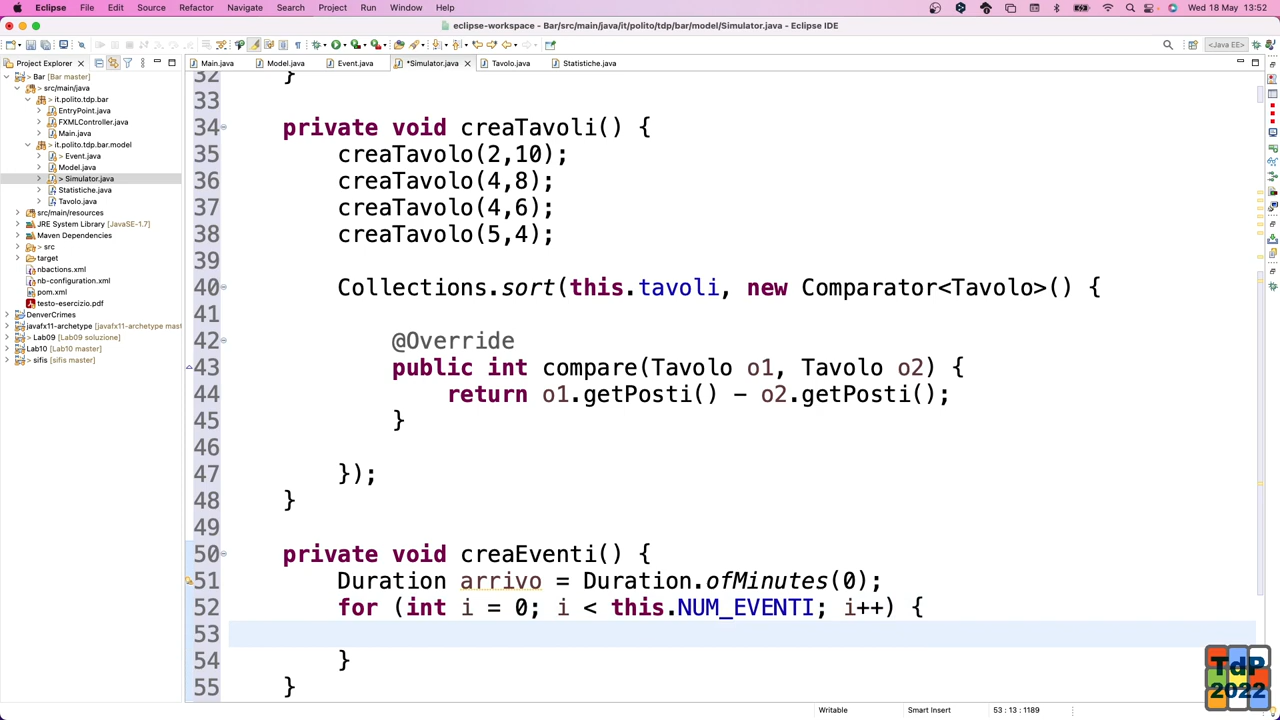 Eclipse File Edit Source Refactor Navigate Search Project Run Window Help Wed 18 May 13:52
eclipse-workspace - Bar/src/main/java/it/polito/tdp/bar/model/Simulator.java - Eclipse IDE
<Java EE>
Project Explorer
Main.java Model.java Event.java *Simulator.java Tavolo.java Statistiche.java
Bar [Bar master]
src/main/java
it.polito.tdp.bar
EntryPoint.java
FXMLController.java
Main.java
it.polito.tdp.bar.model
> Event.java
Model.java
> Simulator.java
Statistiche.java
Tavolo.java
src/main/resources
JRE System Library [JavaSE-1.7]
Maven Dependencies
> src
target
nbactions.xml
nb-configuration.xml
pom.xml
testo-esercizio.pdf
DenverCrimes
javafx11-archetype [javafx11-archetype mast
> Lab09 [Lab09 soluzione]
Lab10 [Lab10 master]
> sifis [sifis master]
32 }
33
34 private void creaTavoli() {
35 creaTavolo(2,10);
36 creaTavolo(4,8);
37 creaTavolo(4,6);
38 creaTavolo(5,4);
39
40 Collections.sort(this.tavoli, new Comparator<Tavolo>() {
41
42 @Override
43 public int compare(Tavolo o1, Tavolo o2) {
44 return o1.getPosti() - o2.getPosti();
45 }
46
47 });
48 }
49
50 private void creaEventi() {
51 Duration arrivo = Duration.ofMinutes(0);
52 for (int i = 0; i < this.NUM_EVENTI; i++) {
53
54 }
55 }
TdP
2022
Writable Smart Insert 53 : 13 : 1189